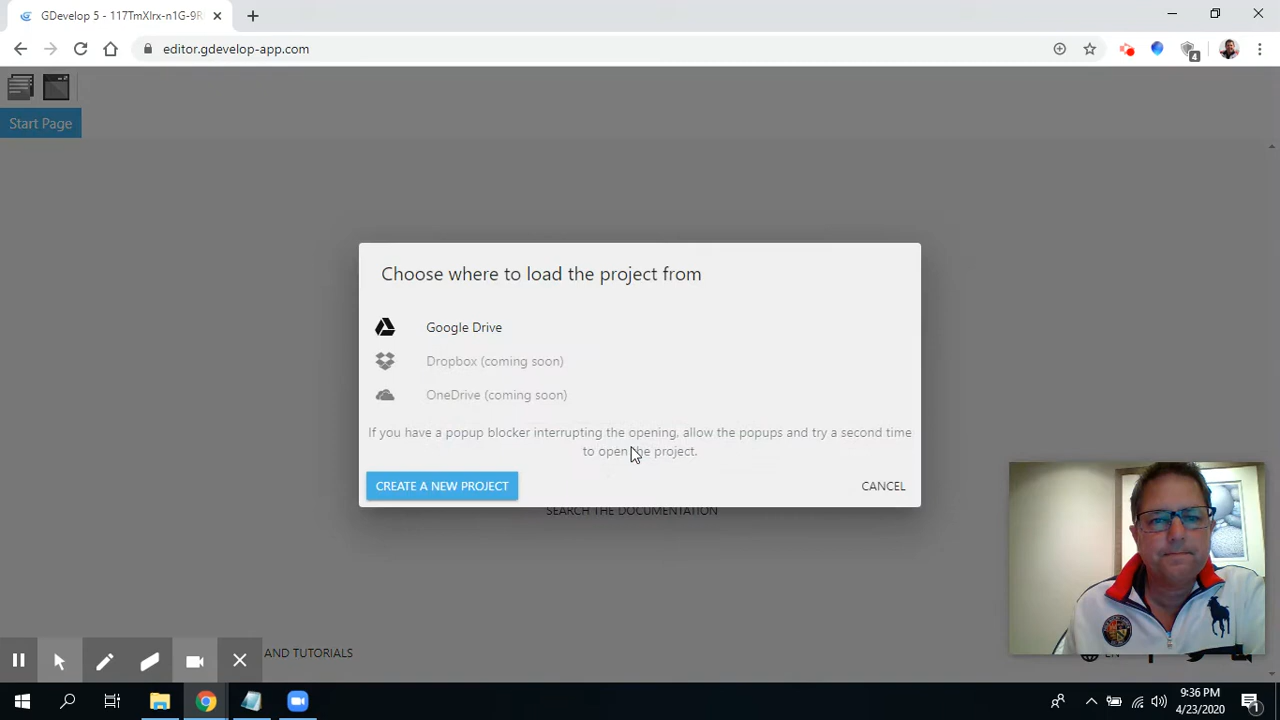 GDevelop 5 - 117TmXlrx-n1G-9R
editor.gdevelop-app.com
4
Start Page
Choose where to load the project from
Google Drive
Dropbox (coming soon)
OneDrive (coming soon)
If you have a popup blocker interrupting the opening, allow the popups and try a second time
to open the project.
CREATE A NEW PROJECT
CANCEL
SEARCH THE DOCUMENTATION
AND TUTORIALS
EN
9:36 PM
4/23/2020
1